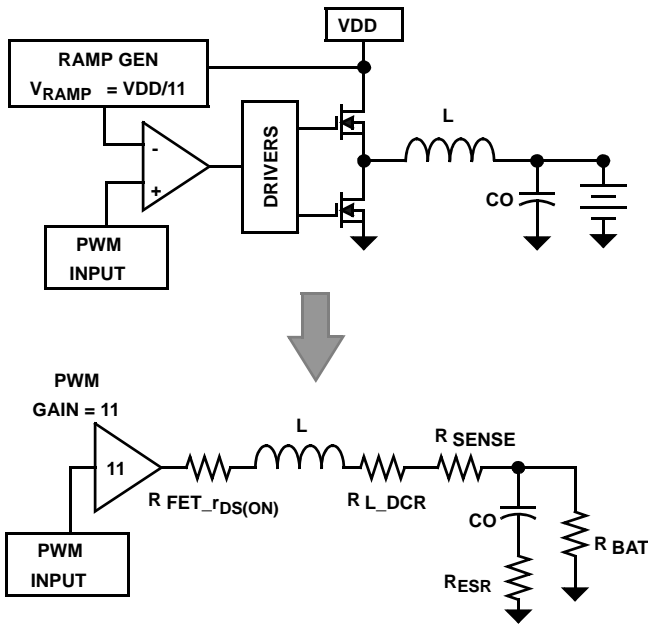 VDD
RAMP GEN
VRAMP = VDD/11
-
+
DRIVERS
L
CO
PWM
INPUT
PWM
GAIN = 11
11
L
R SENSE
R FET_rDS(ON)
R L_DCR
CO
R BAT
PWM
INPUT
RESR